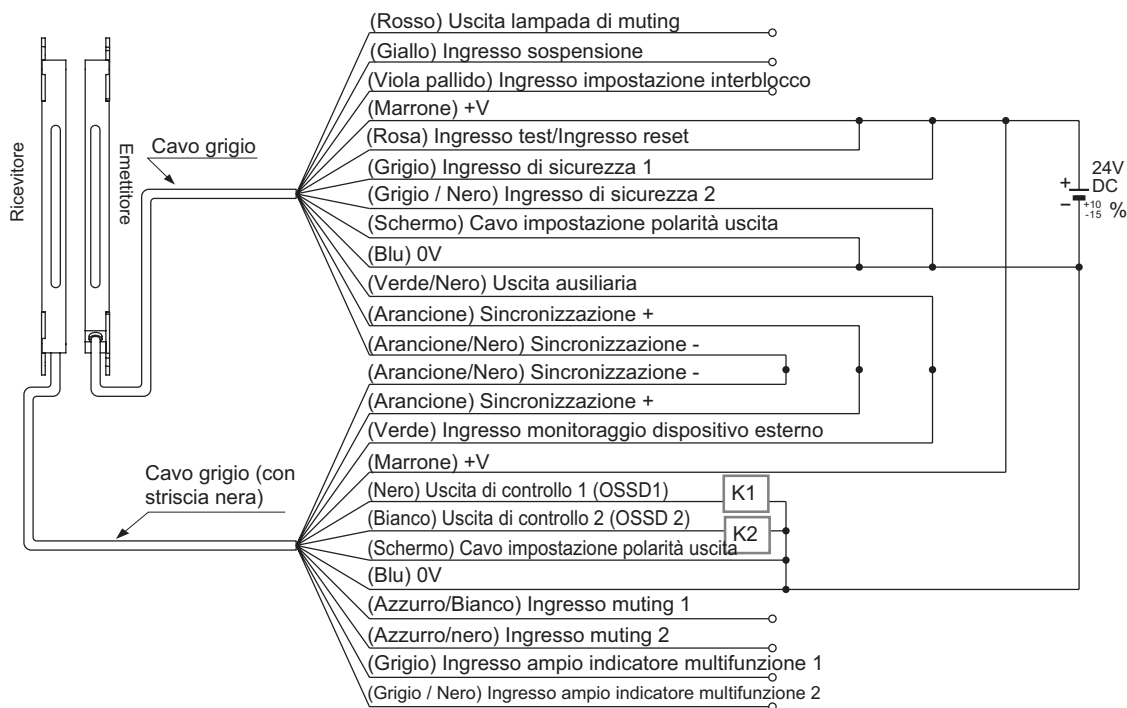 (Rosso) Uscita lampada di muting
(Giallo) Ingresso sospensione
(Viola pallido) Ingresso impostazione interblocco
(Marrone) +V
(Rosa) Ingresso test/Ingresso reset
(Grigio) Ingresso di sicurezza 1
(Grigio / Nero) Ingresso di sicurezza 2
(Schermo) Cavo impostazione polarità uscita
(Blu) 0V
(Verde/Nero) Uscita ausiliaria
(Arancione) Sincronizzazione +
(Arancione/Nero) Sincronizzazione -
(Arancione/Nero) Sincronizzazione -
(Arancione) Sincronizzazione +
(Verde) Ingresso monitoraggio dispositivo esterno
(Marrone) +V
(Nero) Uscita di controllo 1 (OSSD1)
(Bianco) Uscita di controllo 2 (OSSD 2)
(Schermo) Cavo impostazione polarità uscita
(Blu) 0V
(Azzurro/Bianco) Ingresso muting 1
(Azzurro/nero) Ingresso muting 2
(Grigio) Ingresso ampio indicatore multifunzione 1
(Grigio / Nero) Ingresso ampio indicatore multifunzione 2
Ricevitore
Emettitore
Cavo grigio
Cavo grigio (con
striscia nera)
K1
K2
24V
+ DC
- +10
-15 %